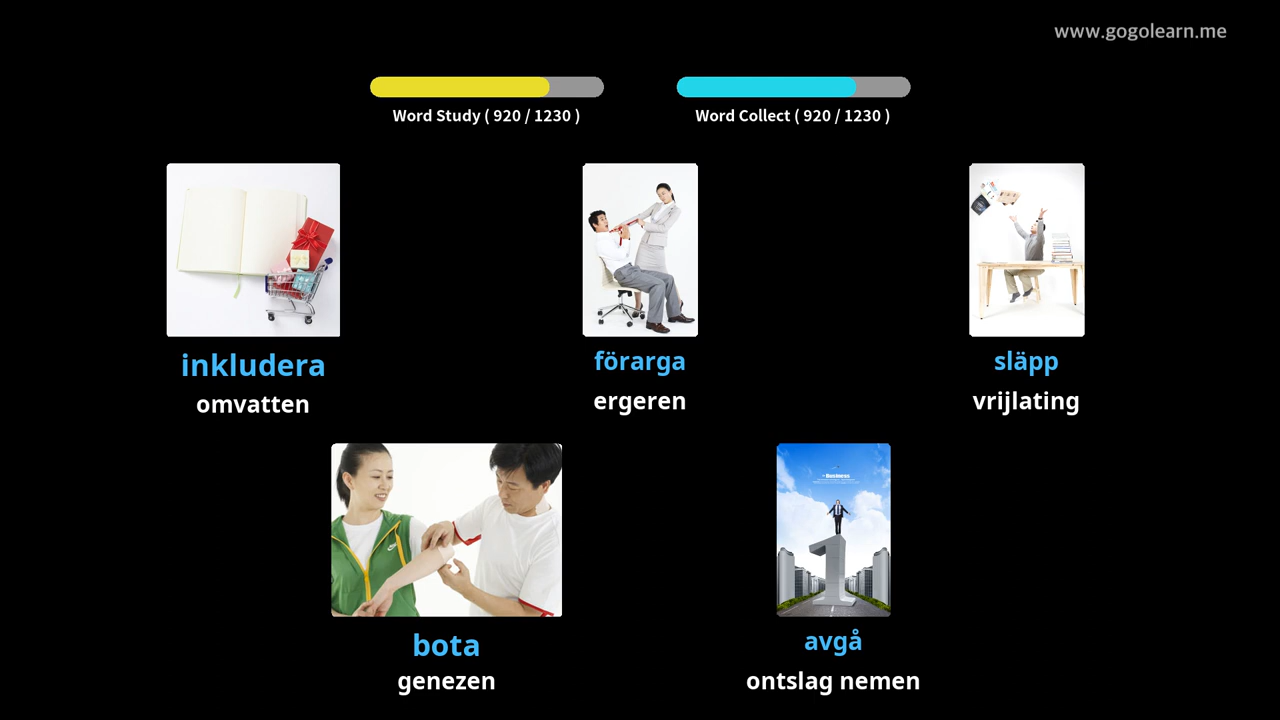 www.gogolearn.me
Word Study ( 920 / 1230 )
Word Collect ( 920 / 1230 )
inkludera
omvatten
förarga
ergeren
släpp
vrijlating
Business
bota
genezen
avgå
ontslag nemen